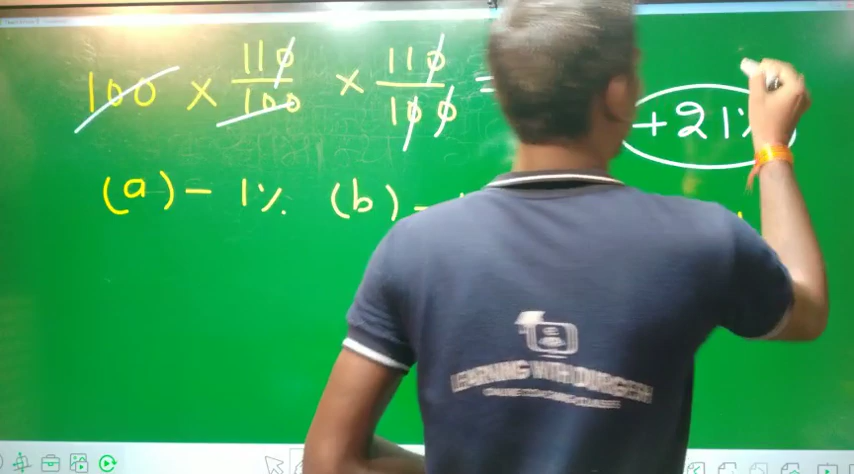 100 × 110/100 × 110/100 =
+21%
(a) - 1% (b) -
LEARNING WITH DURGESH